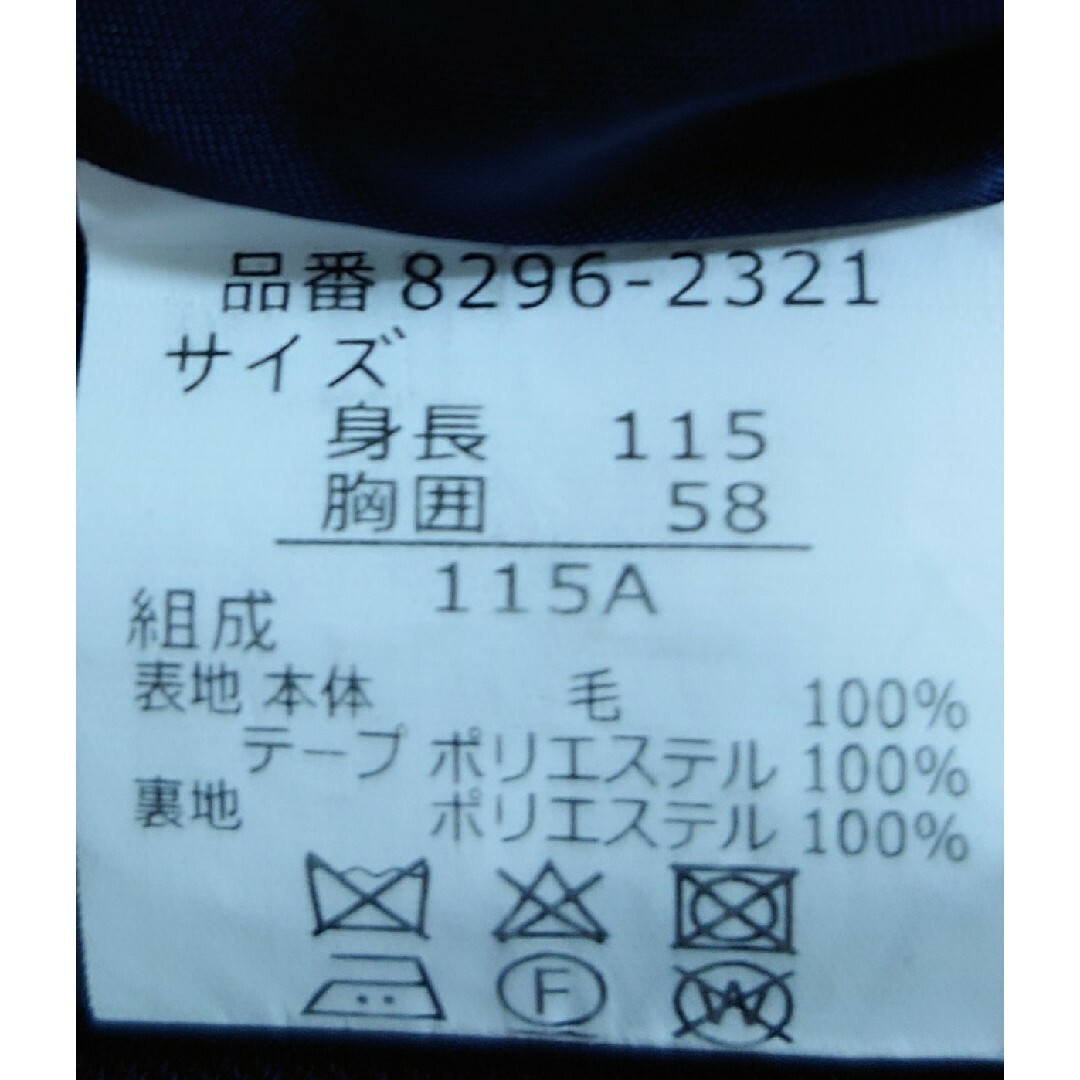 品番 8296-2321
サイズ
身長 115
胸囲 58
115A
組成
表地 本体 毛 100%
テープ ポリエステル 100%
裏地 ポリエステル 100%
F
W